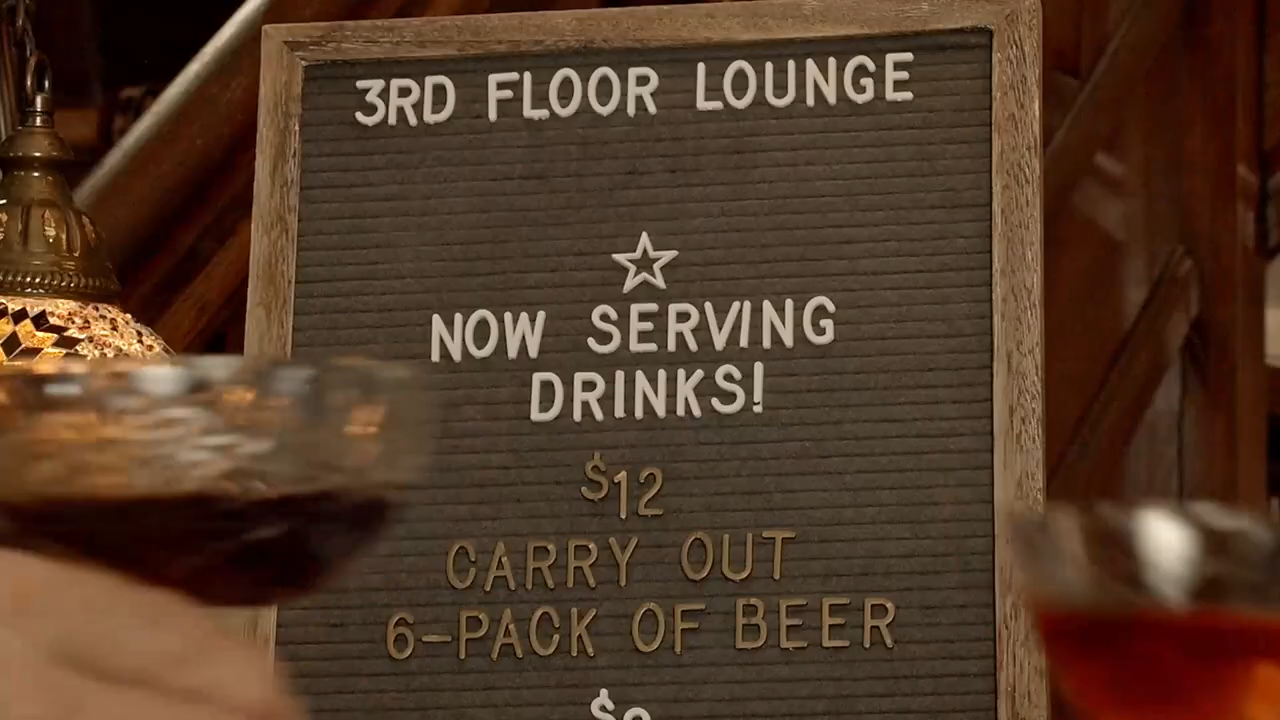 3RD FLOOR LOUNGE
NOW SERVING
DRINKS!
$12
CARRY OUT
6-PACK OF BEER